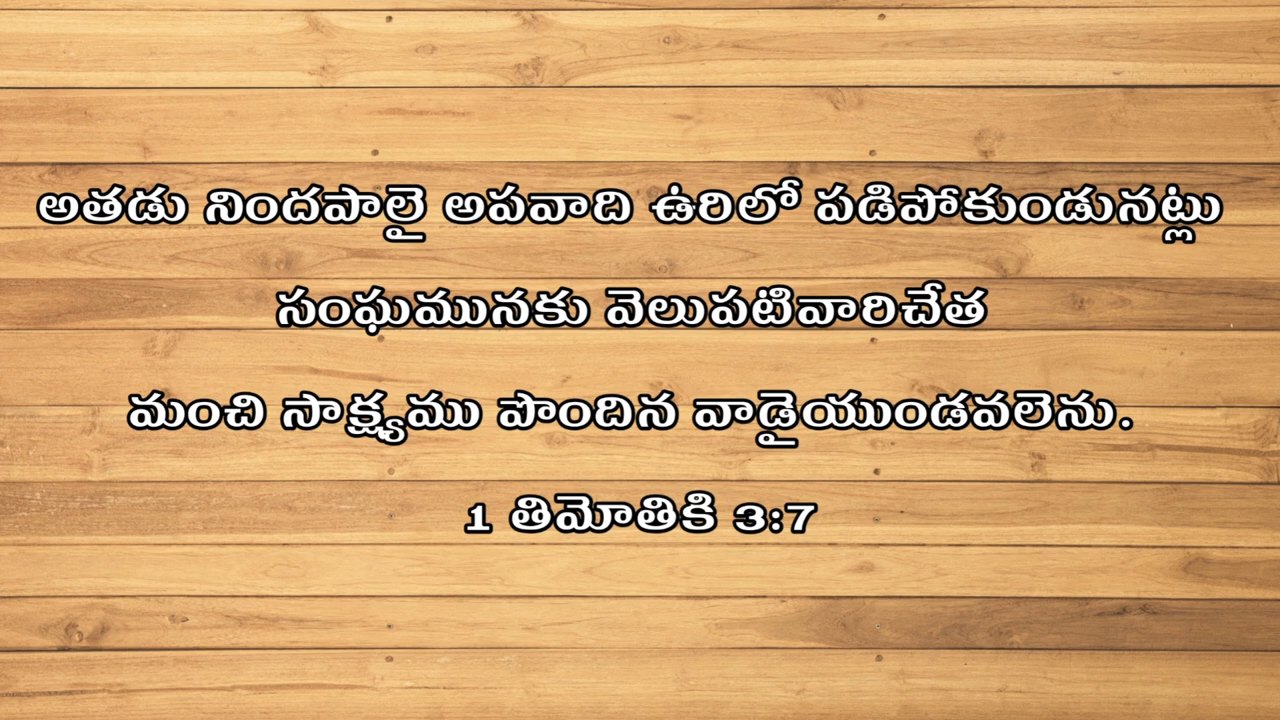 అతడు నిందపాలై అపవాది ఉరిలో పడిపోకుండునట్లు
సంఘమునకు వెలుపటివారిచేత
మంచి సాక్ష్యము పొందిన వాడైయుండవలెను.
1 తిమోతికి 3:7